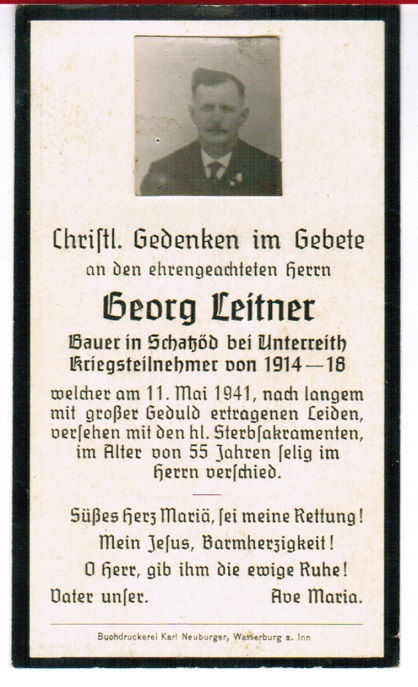 Christl. Gedenken im Gebete
an den ehrengeachteten Herrn
Georg Leitner
Bauer in Schatzöd bei Unterreith
Kriegsteilnehmer von 1914—18
welcher am 11. Mai 1941, nach langem
mit großer Geduld ertragenen Leiden,
versehen mit den hl. Sterbsakramenten,
im Alter von 55 Jahren selig im
Herrn verschied.
Süßes Herz Mariä, sei meine Rettung!
Mein Jesus, Barmherzigkeit!
O Herr, gib ihm die ewige Ruhe!
Vater unser. Ave Maria.
Buchdruckerei Karl Neuburger, Wasserburg a. Inn